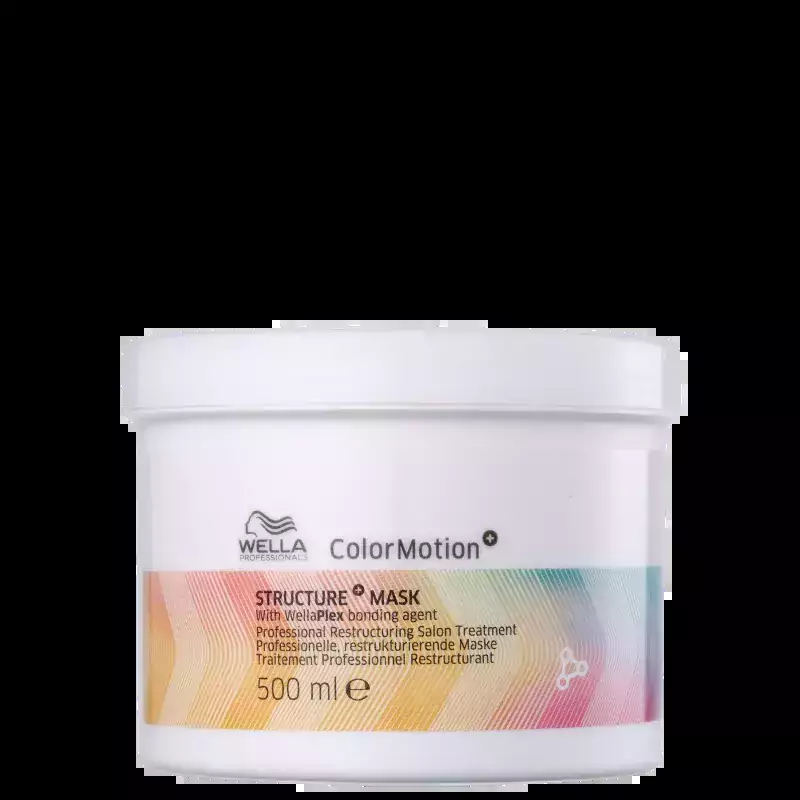 WELLA
PROFESSIONALS
ColorMotion+
STRUCTURE+ MASK
With WellaPlex bonding agent
Professional Restructuring Salon Treatment
Professionelle, restrukturierende Maske
Traitement Professionnel Restructurant
500 ml ℮